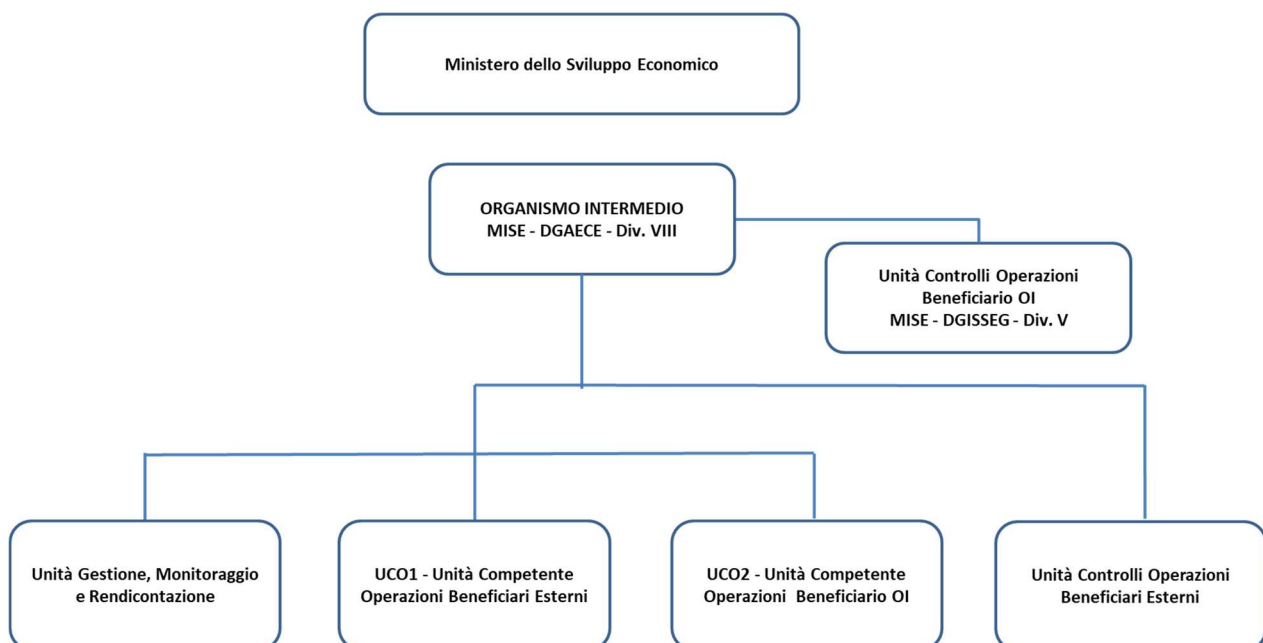 Ministero dello Sviluppo Economico
ORGANISMO INTERMEDIO
MISE - DGAECE - Div. VIII
Unità Controlli Operazioni
Beneficiario OI
MISE - DGISSEG - Div. V
Unità Gestione, Monitoraggio
e Rendicontazione
UCO1 - Unità Competente
Operazioni Beneficiari Esterni
UCO2 - Unità Competente
Operazioni Beneficiario OI
Unità Controlli Operazioni
Beneficiari Esterni